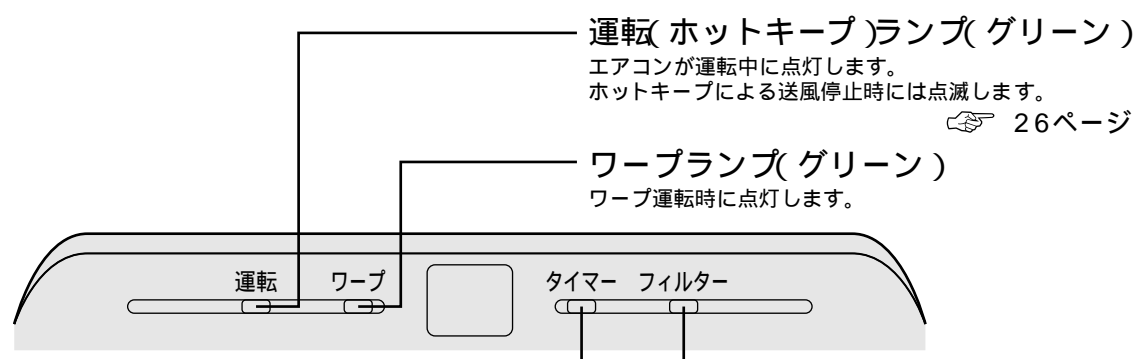 運転(ホットキープ)ランプ(グリーン)
エアコンが運転中に点灯します。
ホットキープによる送風停止時には点滅します。
☞ 26ページ
ワープランプ(グリーン)
ワープ運転時に点灯します。
運転 ワープ タイマー フィルター